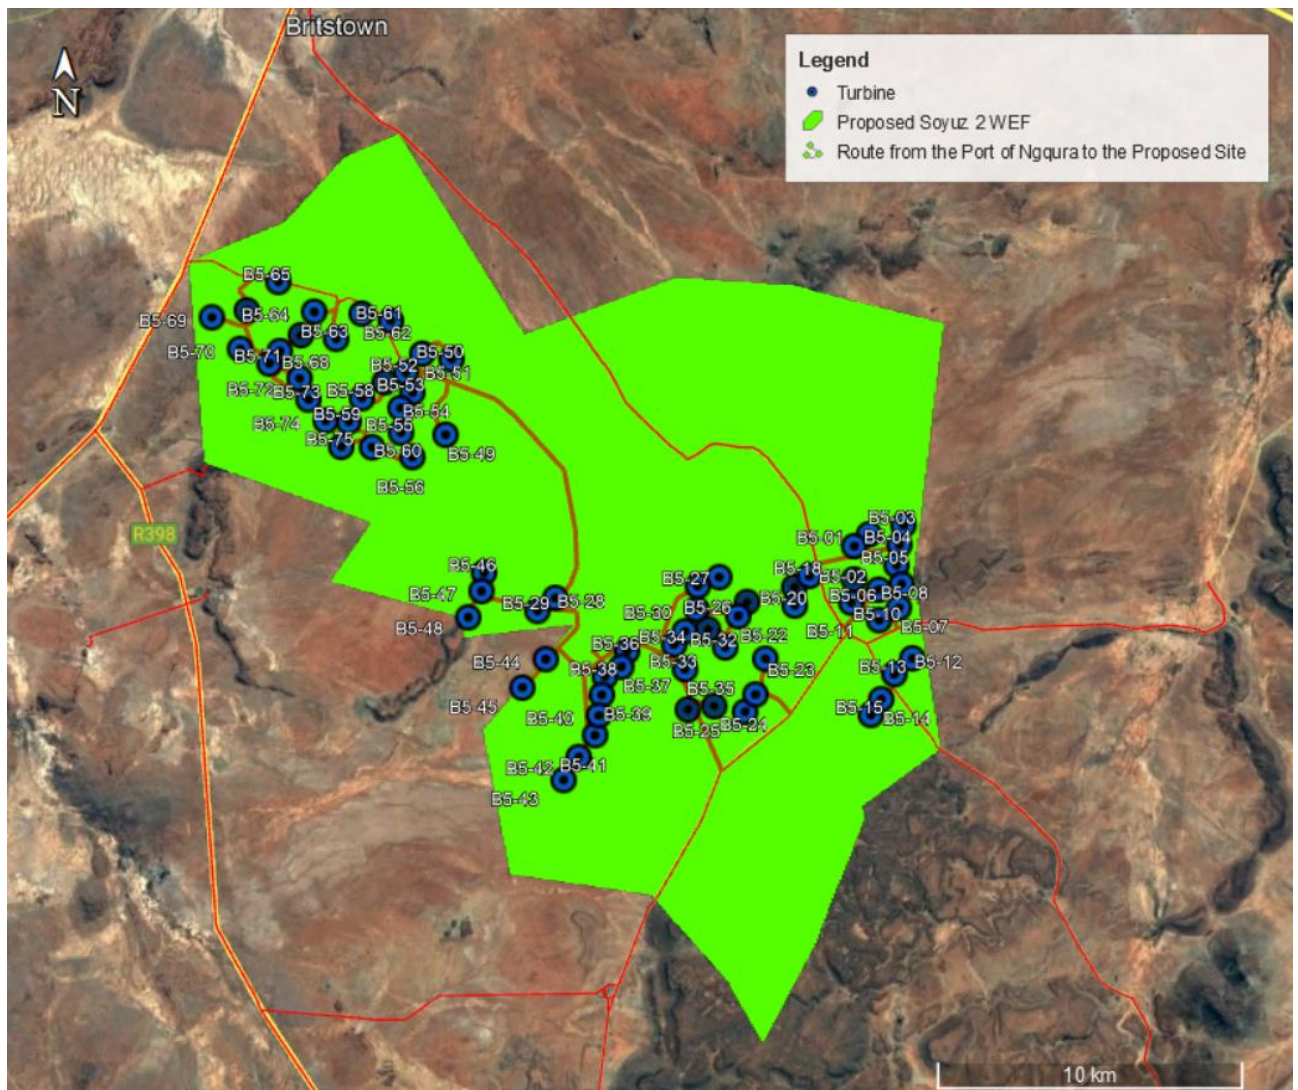 Britstown
N
Legend
Turbine
Proposed Soyuz 2 WEF
Route from the Port of Ngqura to the Proposed Site
B5-65
B5-69
B5-64
B5-61
B5-63
B5-62
B5-70
B5-71
B5-68
B5-52
B5-50
B5-51
B5-72
B5-73
B5-58
B5-53
B5-74
B5-59
B5-54
B5-75
B5-55
B5-60
B5-49
B5-56
R398
B5-03
B5-01
B5-04
B5-05
B5-46
B5-47
B5-27
B5-18
B5-02
B5-48
B5-29
B5-28
B5-30
B5-26
B5-20
B5-06
B5-08
B5-10
B5-07
B5-11
B5-36
B5-34
B5-32
B5-22
B5-44
B5-38
B5-33
B5-23
B5-13
B5-12
B5-37
B5-35
B5-45
B5-40
B5-39
B5-25
B5-24
B5-15
B5-14
B5-42
B5-41
B5-43
10 km